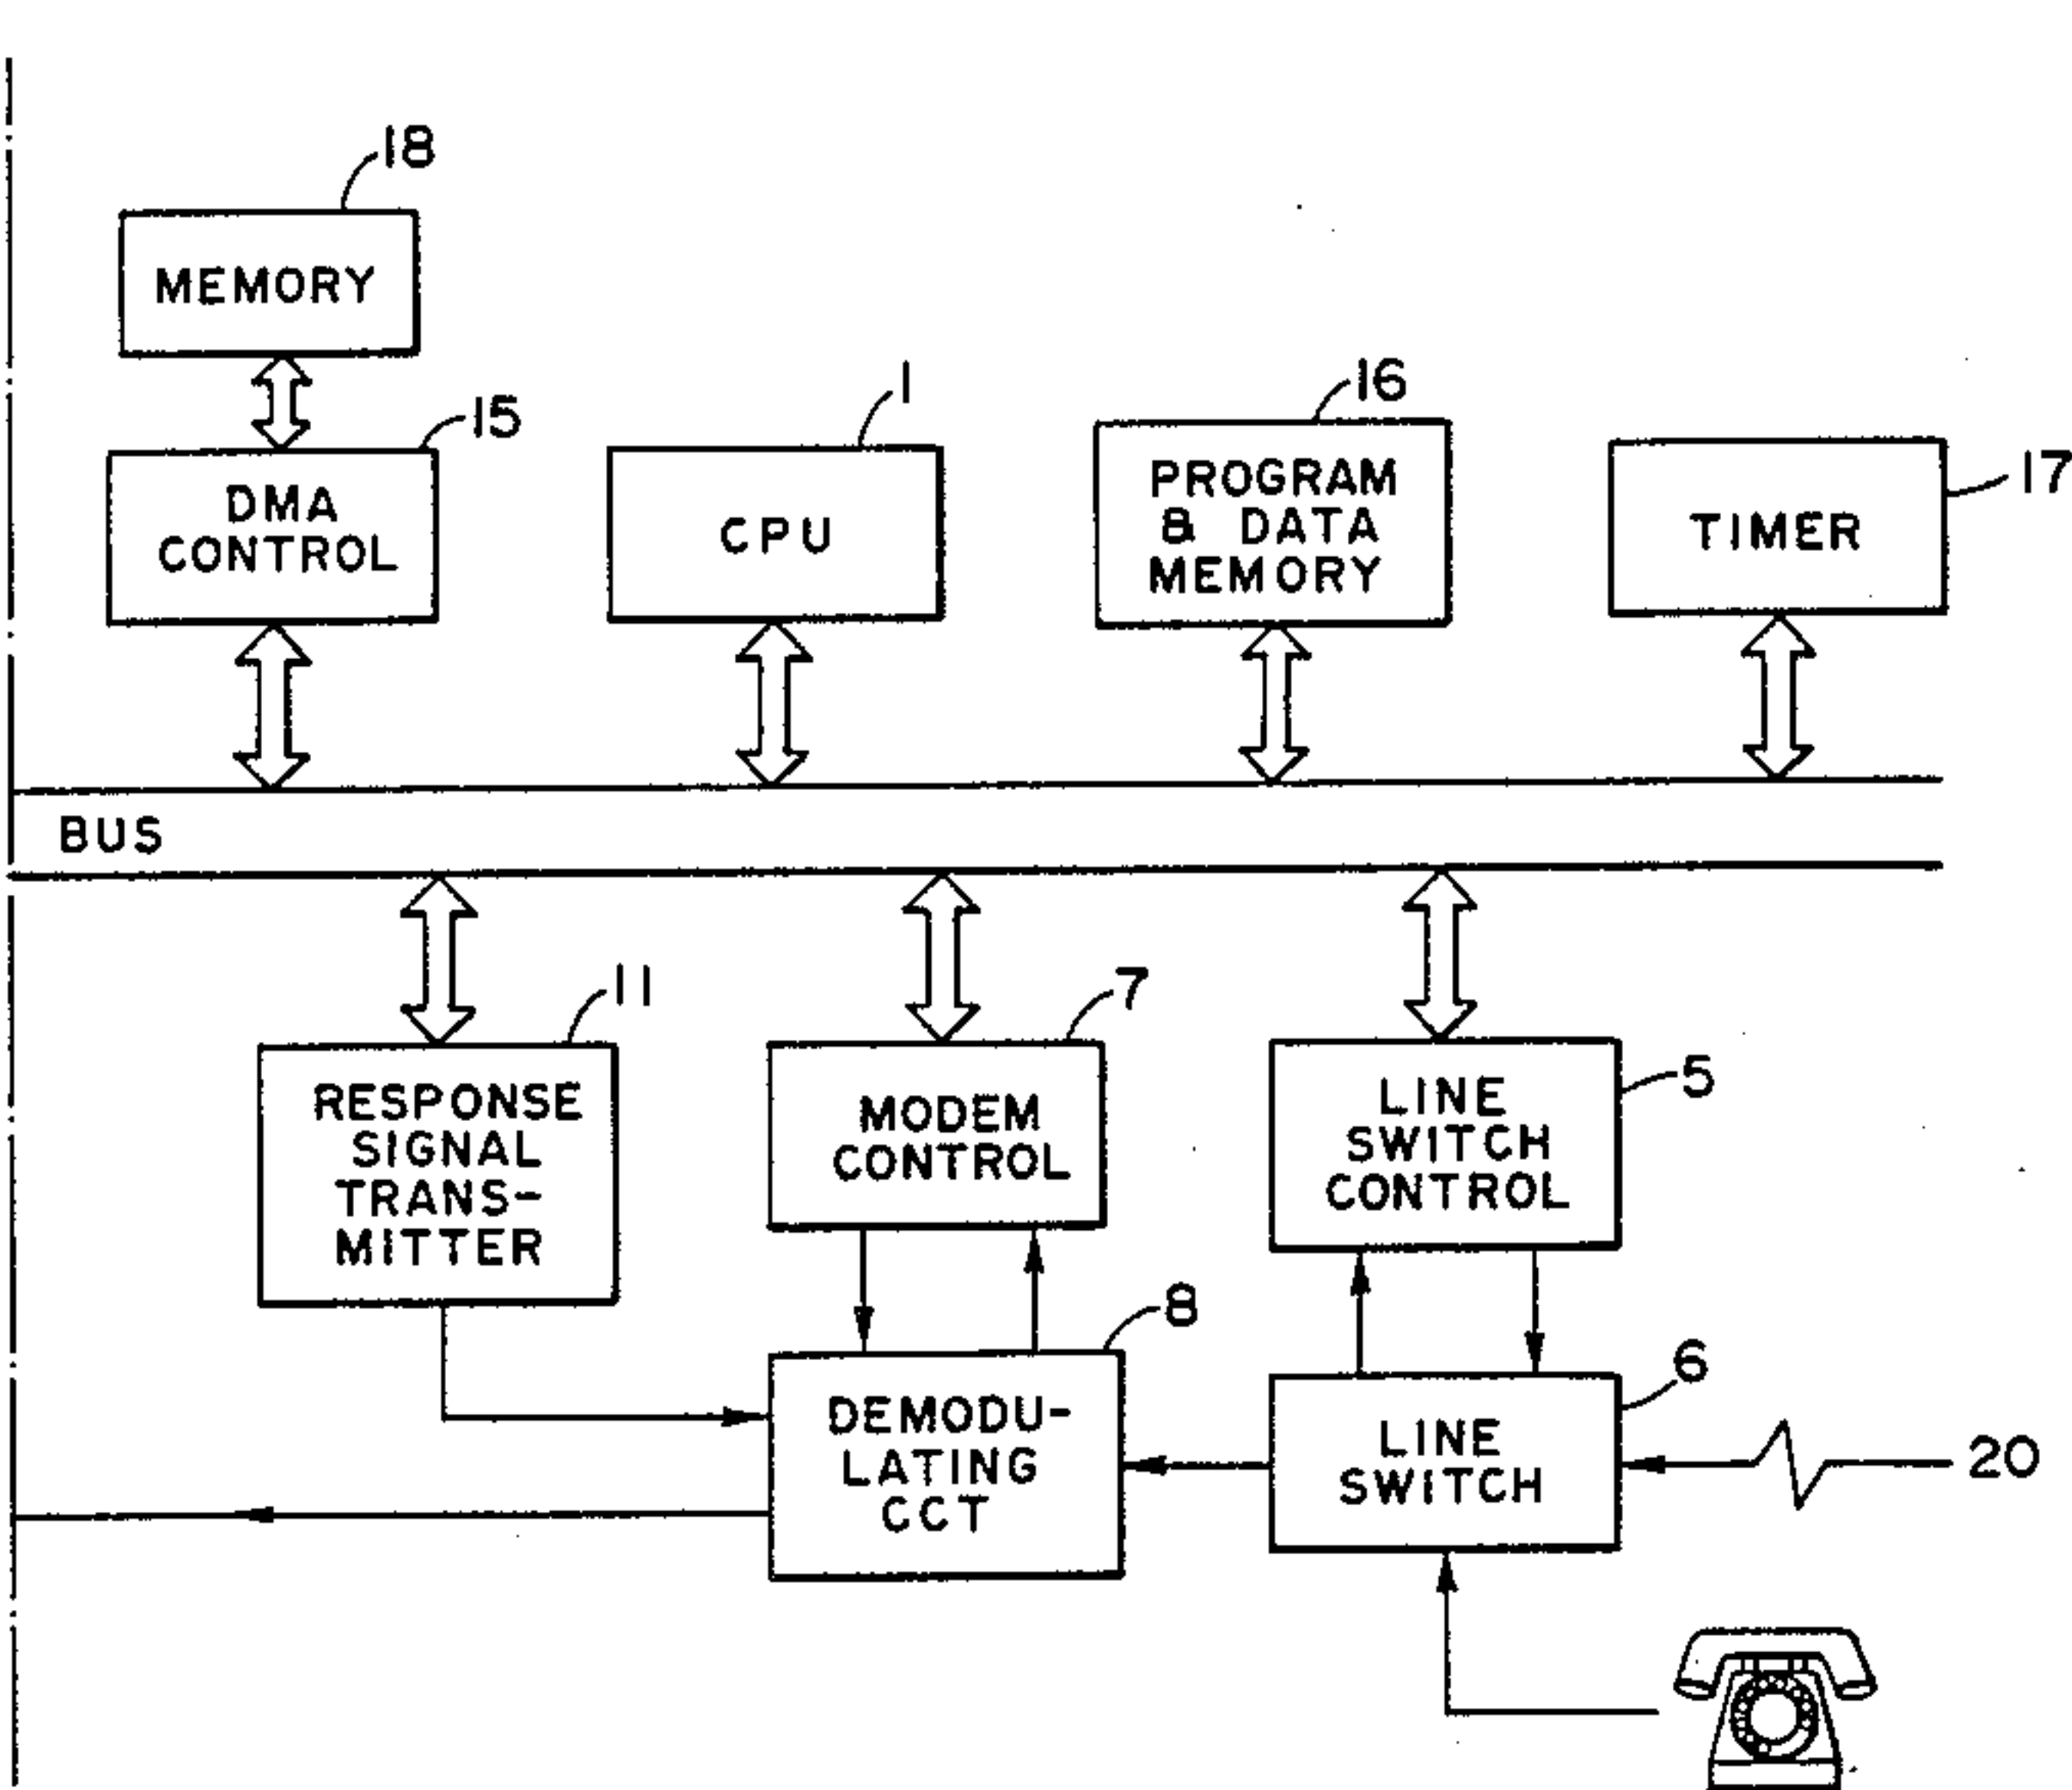 18
MEMORY
15
DMA
CONTROL
1
CPU
16
PROGRAM
& DATA
MEMORY
17
TIMER
BUS
11
RESPONSE
SIGNAL
TRANS-
MITTER
7
MODEM
CONTROL
5
LINE
SWITCH
CONTROL
8
DEMODU-
LATING
CCT
6
LINE
SWITCH
20